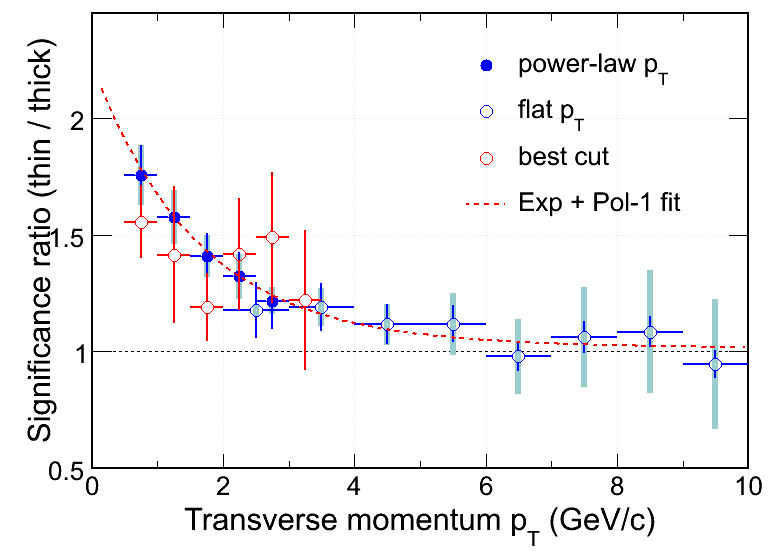 Significance ratio (thin / thick)
power-law p_T
flat p_T
best cut
Exp + Pol-1 fit
2
1.5
1
0.5
0 2 4 6 8 10
Transverse momentum p_T (GeV/c)